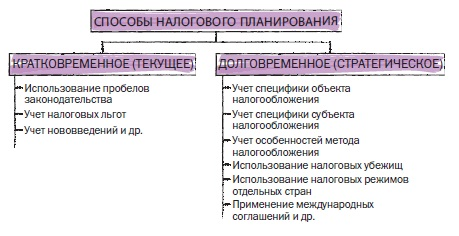 СПОСОБЫ НАЛОГОВОГО ПЛАНИРОВАНИЯ
КРАТКОВРЕМЕННОЕ (ТЕКУЩЕЕ)
Использование пробелов
законодательства
Учет налоговых льгот
Учет нововведений и др.
ДОЛГОВРЕМЕННОЕ (СТРАТЕГИЧЕСКОЕ)
Учет специфики объекта
налогообложения
Учет специфики субъекта
налогообложения
Учет особенностей метода
налогообложения
Использование налоговых убежищ
Использование налоговых режимов
отдельных стран
Применение международных
соглашений и др.